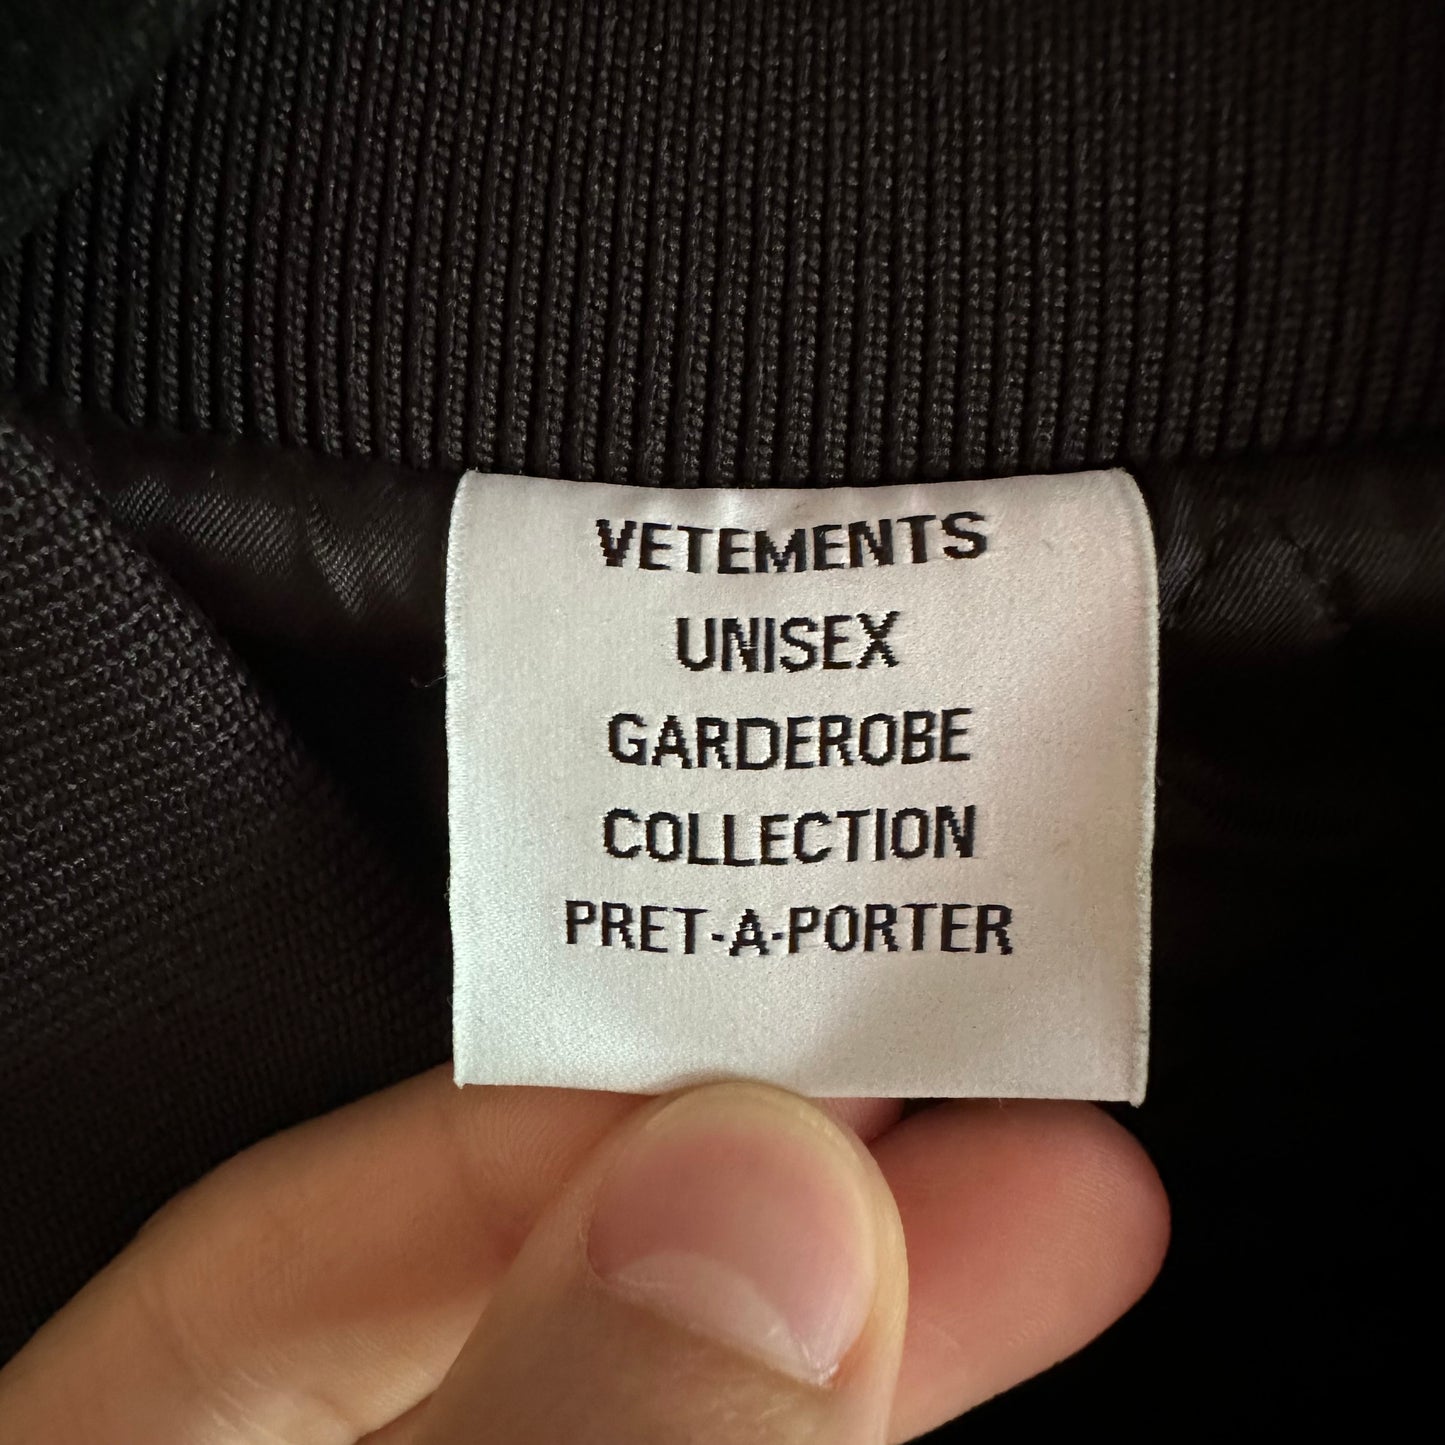 VETEMENTS
UNISEX
GARDEROBE
COLLECTION
PRET-A-PORTER